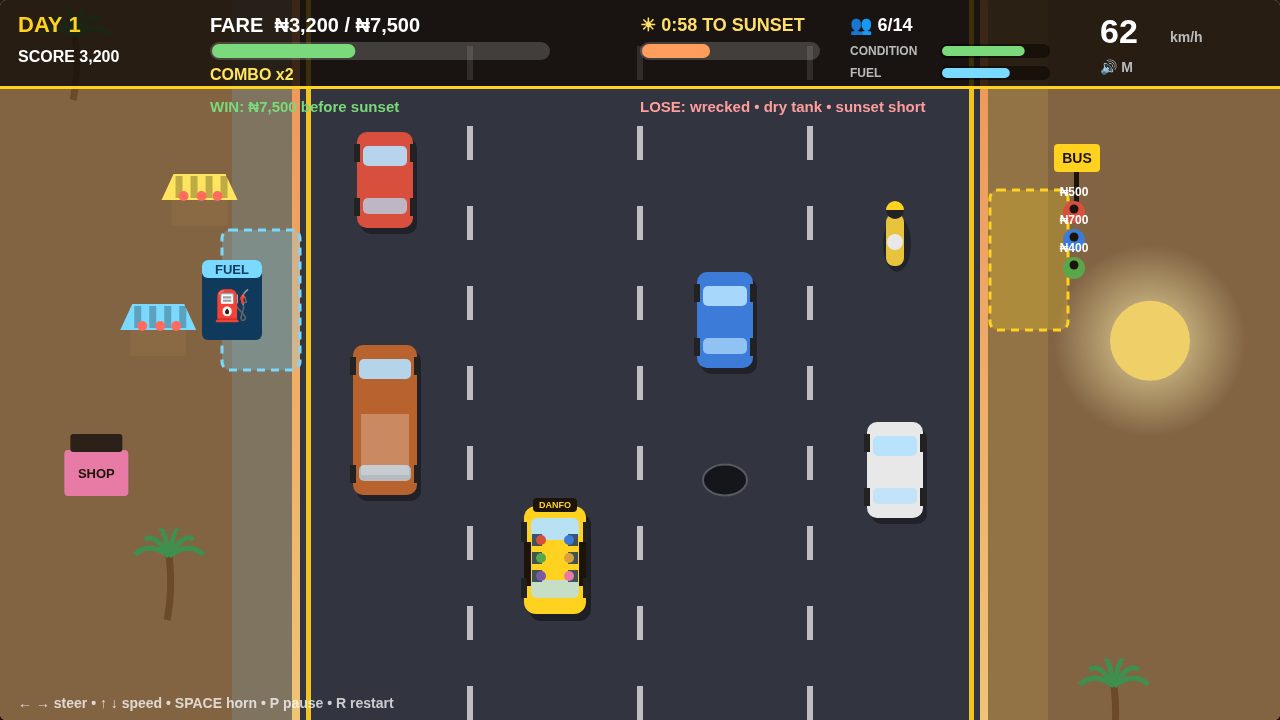 DAY 1
SCORE 3,200
FARE ₦3,200 / ₦7,500
COMBO x2
☀ 0:58 TO SUNSET
👥 6/14
CONDITION
FUEL
62 km/h
🔊 M
WIN: ₦7,500 before sunset
LOSE: wrecked • dry tank • sunset short
BUS
₦500
₦700
₦400
FUEL
SHOP
DANFO
← → steer • ↑ ↓ speed • SPACE horn • P pause • R restart